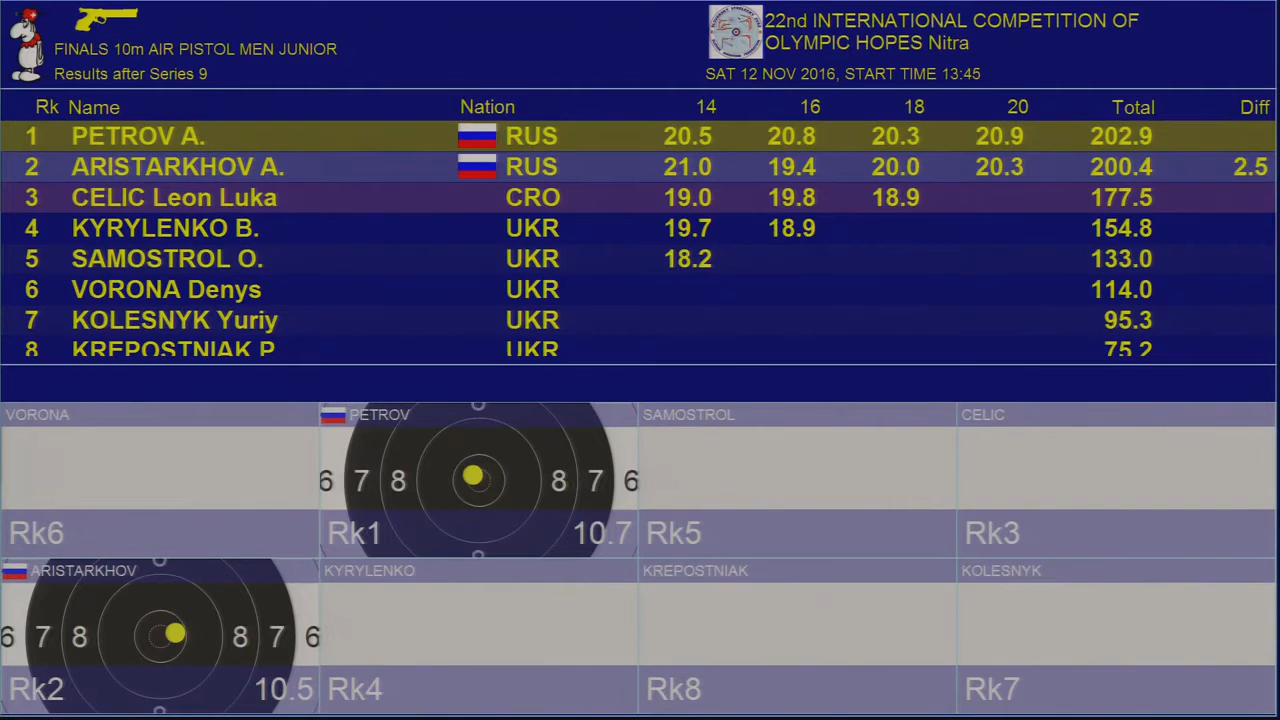 FINALS 10m AIR PISTOL MEN JUNIOR
Results after Series 9
22nd INTERNATIONAL COMPETITION OF
OLYMPIC HOPES Nitra
SAT 12 NOV 2016, START TIME 13:45
Rk Name Nation 14 16 18 20 Total Diff
1 PETROV A. RUS 20.5 20.8 20.3 20.9 202.9
2 ARISTARKHOV A. RUS 21.0 19.4 20.0 20.3 200.4 2.5
3 CELIC Leon Luka CRO 19.0 19.8 18.9 177.5
4 KYRYLENKO B. UKR 19.7 18.9 154.8
5 SAMOSTROL O. UKR 18.2 133.0
6 VORONA Denys UKR 114.0
7 KOLESNYK Yuriy UKR 95.3
8 KREPOSTNIAK P UKR 75.2
VORONA PETROV SAMOSTROL CELIC
6 7 8 8 7 6
Rk6 Rk1 10.7 Rk5 Rk3
ARISTARKHOV KYRYLENKO KREPOSTNIAK KOLESNYK
6 7 8 8 7 6
Rk2 10.5 Rk4 Rk8 Rk7